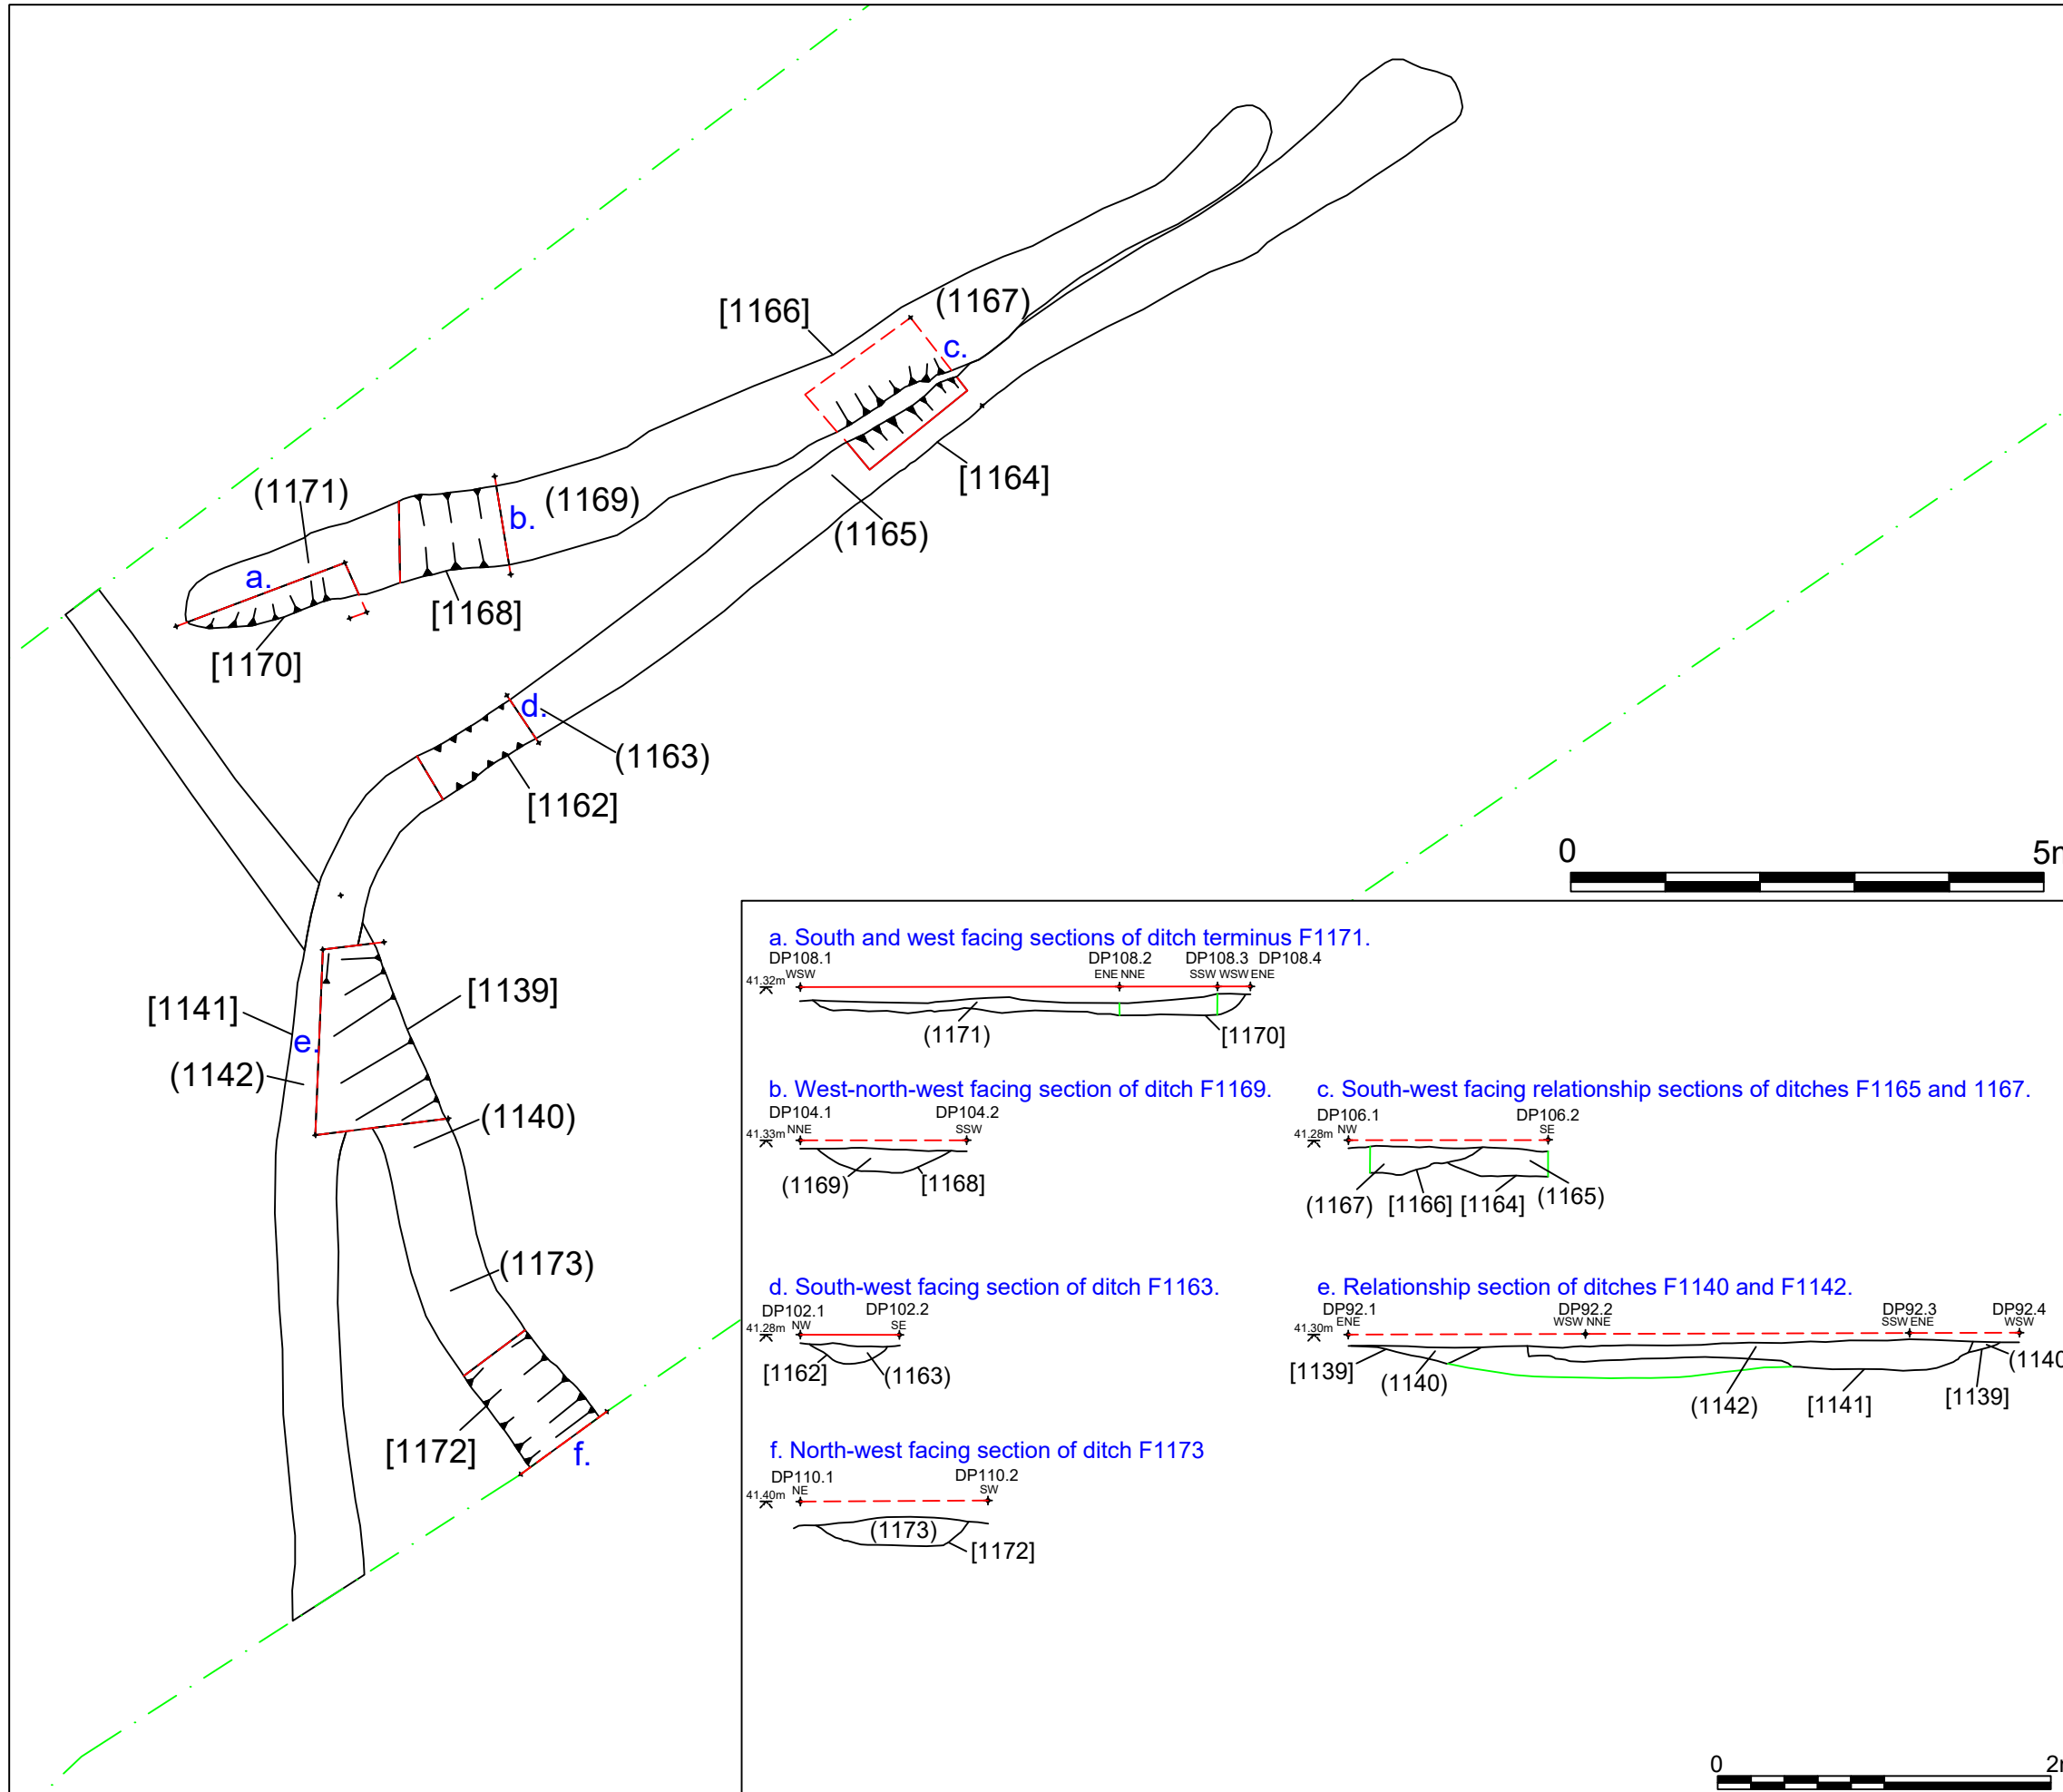 [1166]
(1167)
c.
[1164]
(1165)
(1171)
(1169)
b.
a.
[1168]
[1170]
d.
(1163)
[1162]
0
[1139]
[1141]
e.
(1142)
(1140)
(1173)
[1172]
f.
a. South and west facing sections of ditch terminus F1171.
DP108.1 DP108.2 DP108.3 DP108.4
WSW ENE NNE SSW WSW ENE
41.32m
(1171) [1170]
b. West-north-west facing section of ditch F1169.
DP104.1 DP104.2
NNE SSW
41.33m
(1169) [1168]
c. South-west facing relationship sections of ditches F1165 and 1167.
DP106.1 DP106.2
NW SE
41.28m
(1167) [1166] [1164] (1165)
d. South-west facing section of ditch F1163.
DP102.1 DP102.2
NW SE
41.28m
[1162] (1163)
e. Relationship section of ditches F1140 and F1142.
DP92.1 DP92.2 DP92.3 DP92.4
ENE WSW NNE SSW ENE WSW
41.30m
[1139] (1140) (1142) [1141] [1139] (1140
f. North-west facing section of ditch F1173
DP110.1 DP110.2
NE SW
41.40m
(1173)
[1172]
0